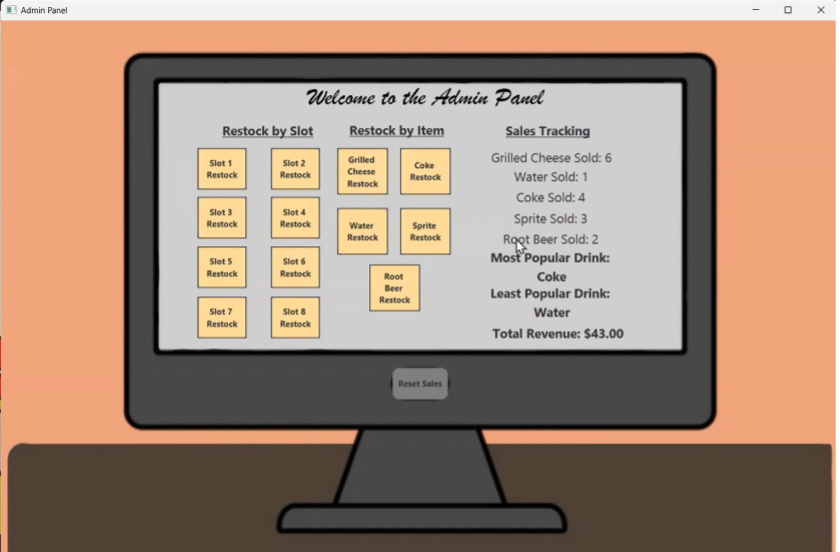 Admin Panel
Welcome to the Admin Panel
Restock by Slot
Slot 1
Restock
Slot 2
Restock
Slot 3
Restock
Slot 4
Restock
Slot 5
Restock
Slot 6
Restock
Slot 7
Restock
Slot 8
Restock
Restock by Item
Grilled
Cheese
Restock
Coke
Restock
Water
Restock
Sprite
Restock
Root
Beer
Restock
Sales Tracking
Grilled Cheese Sold: 6
Water Sold: 1
Coke Sold: 4
Sprite Sold: 3
Root Beer Sold: 2
Most Popular Drink:
Coke
Least Popular Drink:
Water
Total Revenue: $43.00
Reset Sales